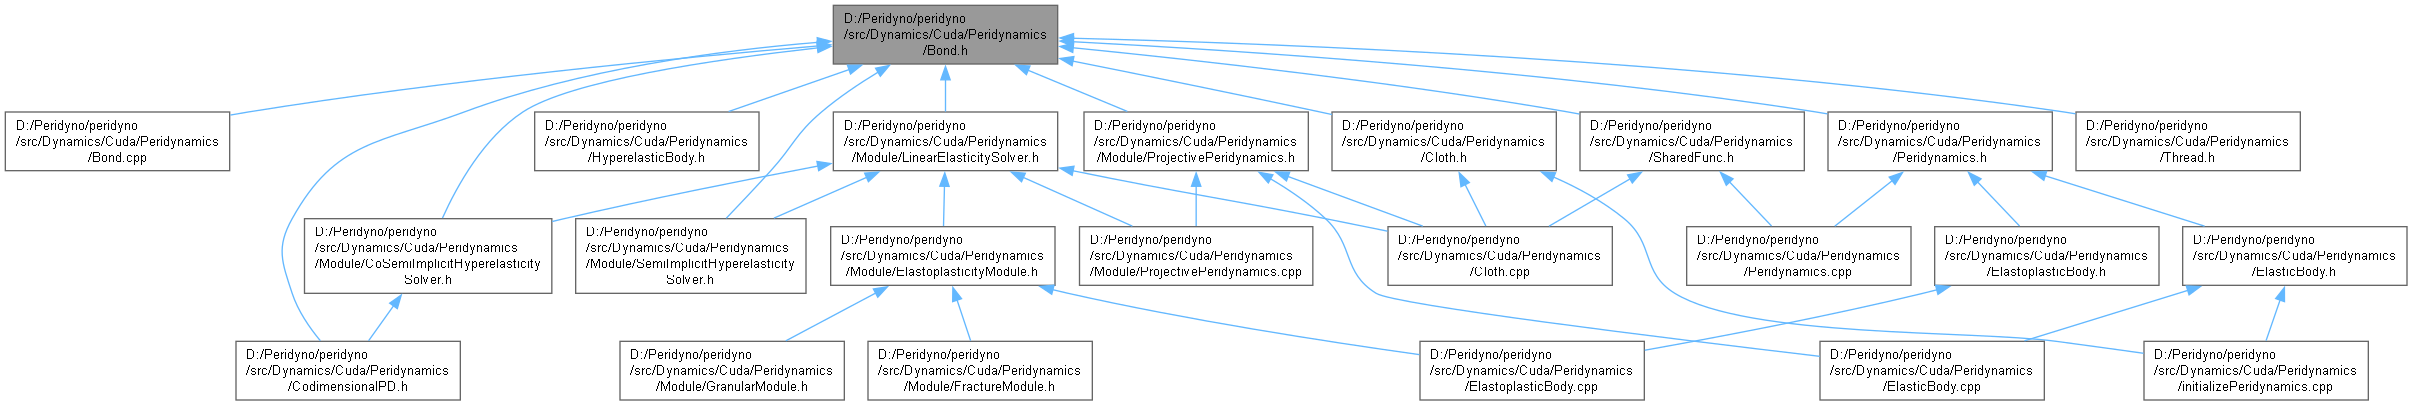 D:/Peridyno/peridyno
/src/Dynamics/Cuda/Peridynamics
/Bond.h
D:/Peridyno/peridyno
/src/Dynamics/Cuda/Peridynamics
/Bond.cpp
D:/Peridyno/peridyno
/src/Dynamics/Cuda/Peridynamics
/HyperelasticBody.h
D:/Peridyno/peridyno
/src/Dynamics/Cuda/Peridynamics
/Module/LinearElasticitySolver.h
D:/Peridyno/peridyno
/src/Dynamics/Cuda/Peridynamics
/Module/ProjectivePeridynamics.h
D:/Peridyno/peridyno
/src/Dynamics/Cuda/Peridynamics
/Cloth.h
D:/Peridyno/peridyno
/src/Dynamics/Cuda/Peridynamics
/SharedFunc.h
D:/Peridyno/peridyno
/src/Dynamics/Cuda/Peridynamics
/Peridynamics.h
D:/Peridyno/peridyno
/src/Dynamics/Cuda/Peridynamics
/Thread.h
D:/Peridyno/peridyno
/src/Dynamics/Cuda/Peridynamics
/Module/CoSemiImplicitHyperelasticity
Solver.h
D:/Peridyno/peridyno
/src/Dynamics/Cuda/Peridynamics
/Module/SemiImplicitHyperelasticity
Solver.h
D:/Peridyno/peridyno
/src/Dynamics/Cuda/Peridynamics
/Module/ElastoplasticityModule.h
D:/Peridyno/peridyno
/src/Dynamics/Cuda/Peridynamics
/Module/ProjectivePeridynamics.cpp
D:/Peridyno/peridyno
/src/Dynamics/Cuda/Peridynamics
/Cloth.cpp
D:/Peridyno/peridyno
/src/Dynamics/Cuda/Peridynamics
/Peridynamics.cpp
D:/Peridyno/peridyno
/src/Dynamics/Cuda/Peridynamics
/ElastoplasticBody.h
D:/Peridyno/peridyno
/src/Dynamics/Cuda/Peridynamics
/ElasticBody.h
D:/Peridyno/peridyno
/src/Dynamics/Cuda/Peridynamics
/CodimensionalPD.h
D:/Peridyno/peridyno
/src/Dynamics/Cuda/Peridynamics
/Module/GranularModule.h
D:/Peridyno/peridyno
/src/Dynamics/Cuda/Peridynamics
/Module/FractureModule.h
D:/Peridyno/peridyno
/src/Dynamics/Cuda/Peridynamics
/ElastoplasticBody.cpp
D:/Peridyno/peridyno
/src/Dynamics/Cuda/Peridynamics
/ElasticBody.cpp
D:/Peridyno/peridyno
/src/Dynamics/Cuda/Peridynamics
/initializePeridynamics.cpp